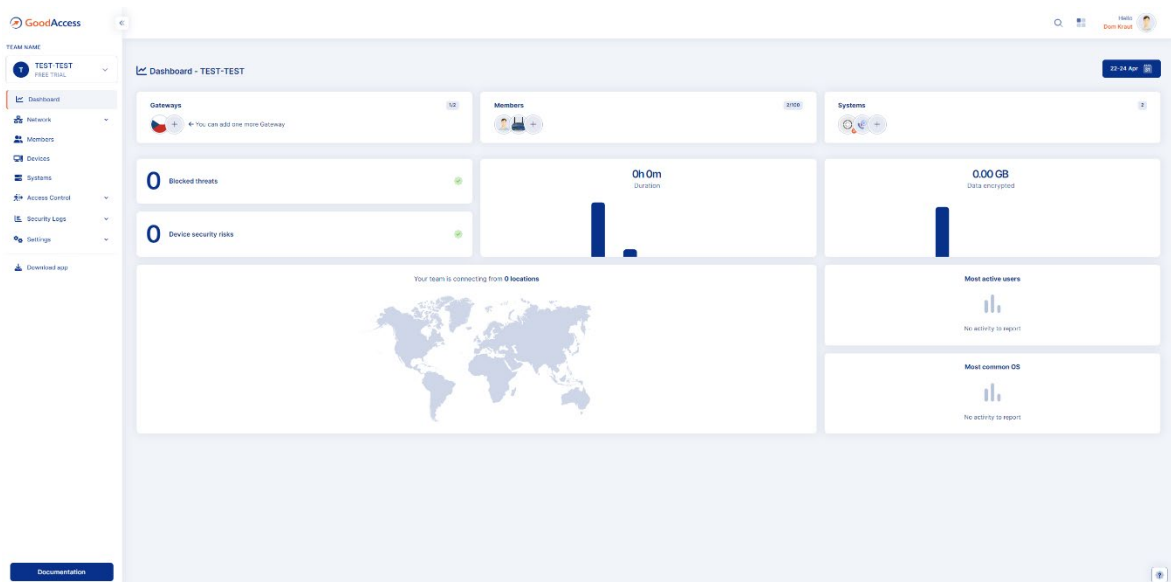 GoodAccess
Hello
Dom Kraut
TEAM NAME
T
TEST-TEST
FREE TRIAL
Dashboard
Network
Members
Devices
Systems
Access Control
Security Logs
Settings
Download app
Documentation
Dashboard - TEST-TEST
22-24 Apr
Gateways
1/2
+ ← You can add one more Gateway
Members
2/100
+
Systems
2
+
0 Blocked threats
0 Device security risks
0h 0m
Duration
0.00 GB
Data encrypted
Your team is connecting from 0 locations
Most active users
No activity to report
Most common OS
No activity to report
?